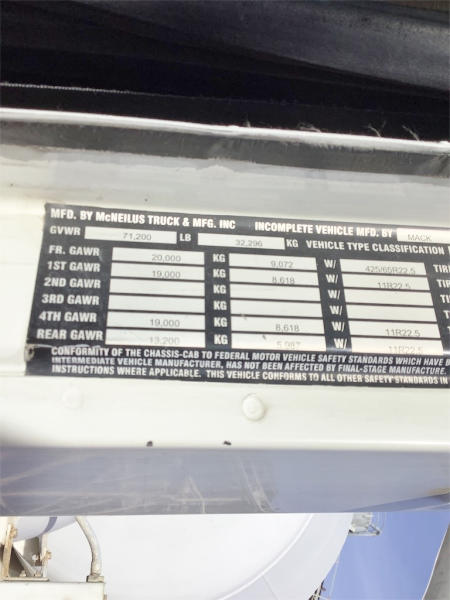 MFD. BY McNEILUS TRUCK & MFG. INC INCOMPLETE VEHICLE MFD. BY MACK
GVWR 71,200 LB 32,296 KG VEHICLE TYPE CLASSIFICATION
FR. GAWR 20,000 KG 9,072 W/ 425/65R22.5
1ST GAWR 19,000 KG 8,618 W/ 11R22.5
2ND GAWR KG W/
3RD GAWR KG W/
4TH GAWR 19,000 KG 8,618 W/ 11R22.5
REAR GAWR 13,200 5,987 11R22.5
CONFORMITY OF THE CHASSIS-CAB TO FEDERAL MOTOR VEHICLE SAFETY STANDARDS WHICH HAVE
INTERMEDIATE VEHICLE MANUFACTURER, HAS NOT BEEN AFFECTED BY FINAL-STAGE MANUFACTURE.
INSTRUCTIONS WHERE APPLICABLE. THIS VEHICLE CONFORMS TO ALL OTHER SAFETY STANDARDS IN